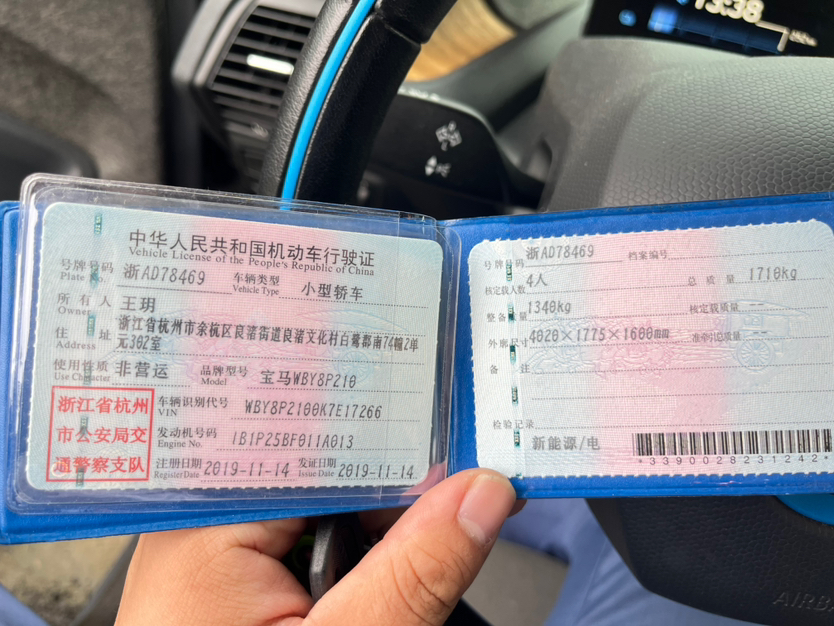 13:38
中华人民共和国机动车行驶证
Vehicle License of the People's Republic of China
号牌号码 浙AD78469 车辆类型 小型轿车
Plate No. Vehicle Type
所有人 王玥
Owner
住址 浙江省杭州市余杭区良渚街道良渚文化村白鹭郡南74幢2单
Address 元302室
使用性质 非营运 品牌型号 宝马WBY8P210
Use Character Model
浙江省杭州
市公安局交
通警察支队
车辆识别代号 WBY8P2100K7E17266
VIN
发动机号码 IB1P25BF011A013
Engine No.
注册日期 2019-11-14 发证日期 2019-11-14
Register Date Issue Date
号牌号码 浙AD78469 档案编号
核定载人数 4人 总质量 1710kg
整备质量 1340kg 核定载质量 --
外廓尺寸 4020×1775×1600mm 准牵引总质量 --
备注
检验记录
新能源/电
*3390028231242*
AIRBA